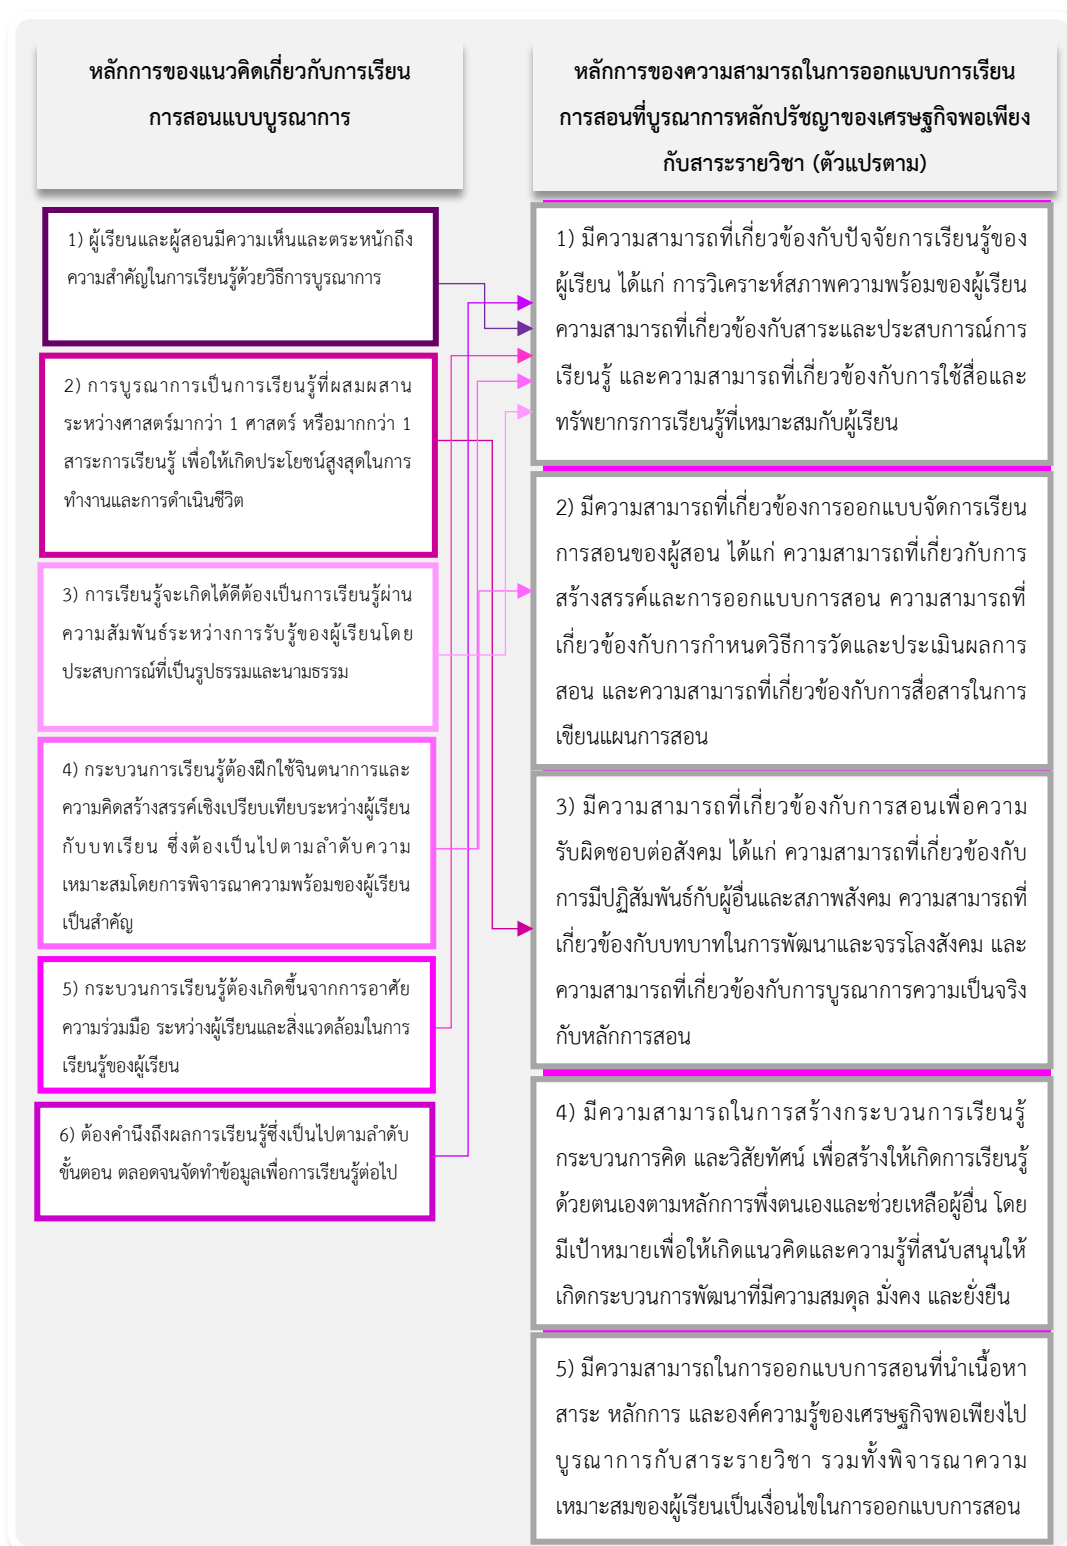 หลักการของแนวคิดเกี่ยวกับการเรียน
การสอนแบบบูรณาการ
1) ผู้เรียนและผู้สอนมีความเห็นและตระหนักถึง
ความสำคัญในการเรียนรู้ด้วยวิธีการบูรณาการ
2) การบูรณาการเป็นการเรียนรู้ที่ผสมผสาน
ระหว่างศาสตร์มากว่า 1 ศาสตร์ หรือมากกว่า 1
สาระการเรียนรู้ เพื่อให้เกิดประโยชน์สูงสุดในการ
ทำงานและการดำเนินชีวิต
3) การเรียนรู้จะเกิดได้ดีต้องเป็นการเรียนรู้ผ่าน
ความสัมพันธ์ระหว่างการรับรู้ของผู้เรียนโดย
ประสบการณ์ที่เป็นรูปธรรมและนามธรรม
4) กระบวนการเรียนรู้ต้องฝึกใช้จินตนาการและ
ความคิดสร้างสรรค์เชิงเปรียบเทียบระหว่างผู้เรียน
กับบทเรียน ซึ่งต้องเป็นไปตามลำดับความ
เหมาะสมโดยการพิจารณาความพร้อมของผู้เรียน
เป็นสำคัญ
5) กระบวนการเรียนรู้ต้องเกิดขึ้นจากการอาศัย
ความร่วมมือ ระหว่างผู้เรียนและสิ่งแวดล้อมในการ
เรียนรู้ของผู้เรียน
6) ต้องคำนึงถึงผลการเรียนรู้ซึ่งเป็นไปตามลำดับ
ขั้นตอน ตลอดจนจัดทำข้อมูลเพื่อการเรียนรู้ต่อไป
หลักการของความสามารถในการออกแบบการเรียน
การสอนที่บูรณาการหลักปรัชญาของเศรษฐกิจพอเพียง
กับสาระรายวิชา (ตัวแปรตาม)
1) มีความสามารถที่เกี่ยวข้องกับปัจจัยการเรียนรู้ของ
ผู้เรียน ได้แก่ การวิเคราะห์สภาพความพร้อมของผู้เรียน
ความสามารถที่เกี่ยวข้องกับสาระและประสบการณ์การ
เรียนรู้ และความสามารถที่เกี่ยวข้องกับการใช้สื่อและ
ทรัพยากรการเรียนรู้ที่เหมาะสมกับผู้เรียน
2) มีความสามารถที่เกี่ยวข้องการออกแบบจัดการเรียน
การสอนของผู้สอน ได้แก่ ความสามารถที่เกี่ยวกับการ
สร้างสรรค์และการออกแบบการสอน ความสามารถที่
เกี่ยวข้องกับการกำหนดวิธีการวัดและประเมินผลการ
สอน และความสามารถที่เกี่ยวข้องกับการสื่อสารในการ
เขียนแผนการสอน
3) มีความสามารถที่เกี่ยวข้องกับการสอนเพื่อความ
รับผิดชอบต่อสังคม ได้แก่ ความสามารถที่เกี่ยวข้องกับ
การมีปฏิสัมพันธ์กับผู้อื่นและสภาพสังคม ความสามารถที่
เกี่ยวข้องกับบทบาทในการพัฒนาและจรรโลงสังคม และ
ความสามารถที่เกี่ยวข้องกับการบูรณาการความเป็นจริง
กับหลักการสอน
4) มีความสามารถในการสร้างกระบวนการเรียนรู้
กระบวนการคิด และวิสัยทัศน์ เพื่อสร้างให้เกิดการเรียนรู้
ด้วยตนเองตามหลักการพึ่งตนเองและช่วยเหลือผู้อื่น โดย
มีเป้าหมายเพื่อให้เกิดแนวคิดและความรู้ที่สนับสนุนให้
เกิดกระบวนการพัฒนาที่มีความสมดุล มั่งคง และยั่งยืน
5) มีความสามารถในการออกแบบการสอนที่นำเนื้อหา
สาระ หลักการ และองค์ความรู้ของเศรษฐกิจพอเพียงไป
บูรณาการกับสาระรายวิชา รวมทั้งพิจารณาความ
เหมาะสมของผู้เรียนเป็นเงื่อนไขในการออกแบบการสอน